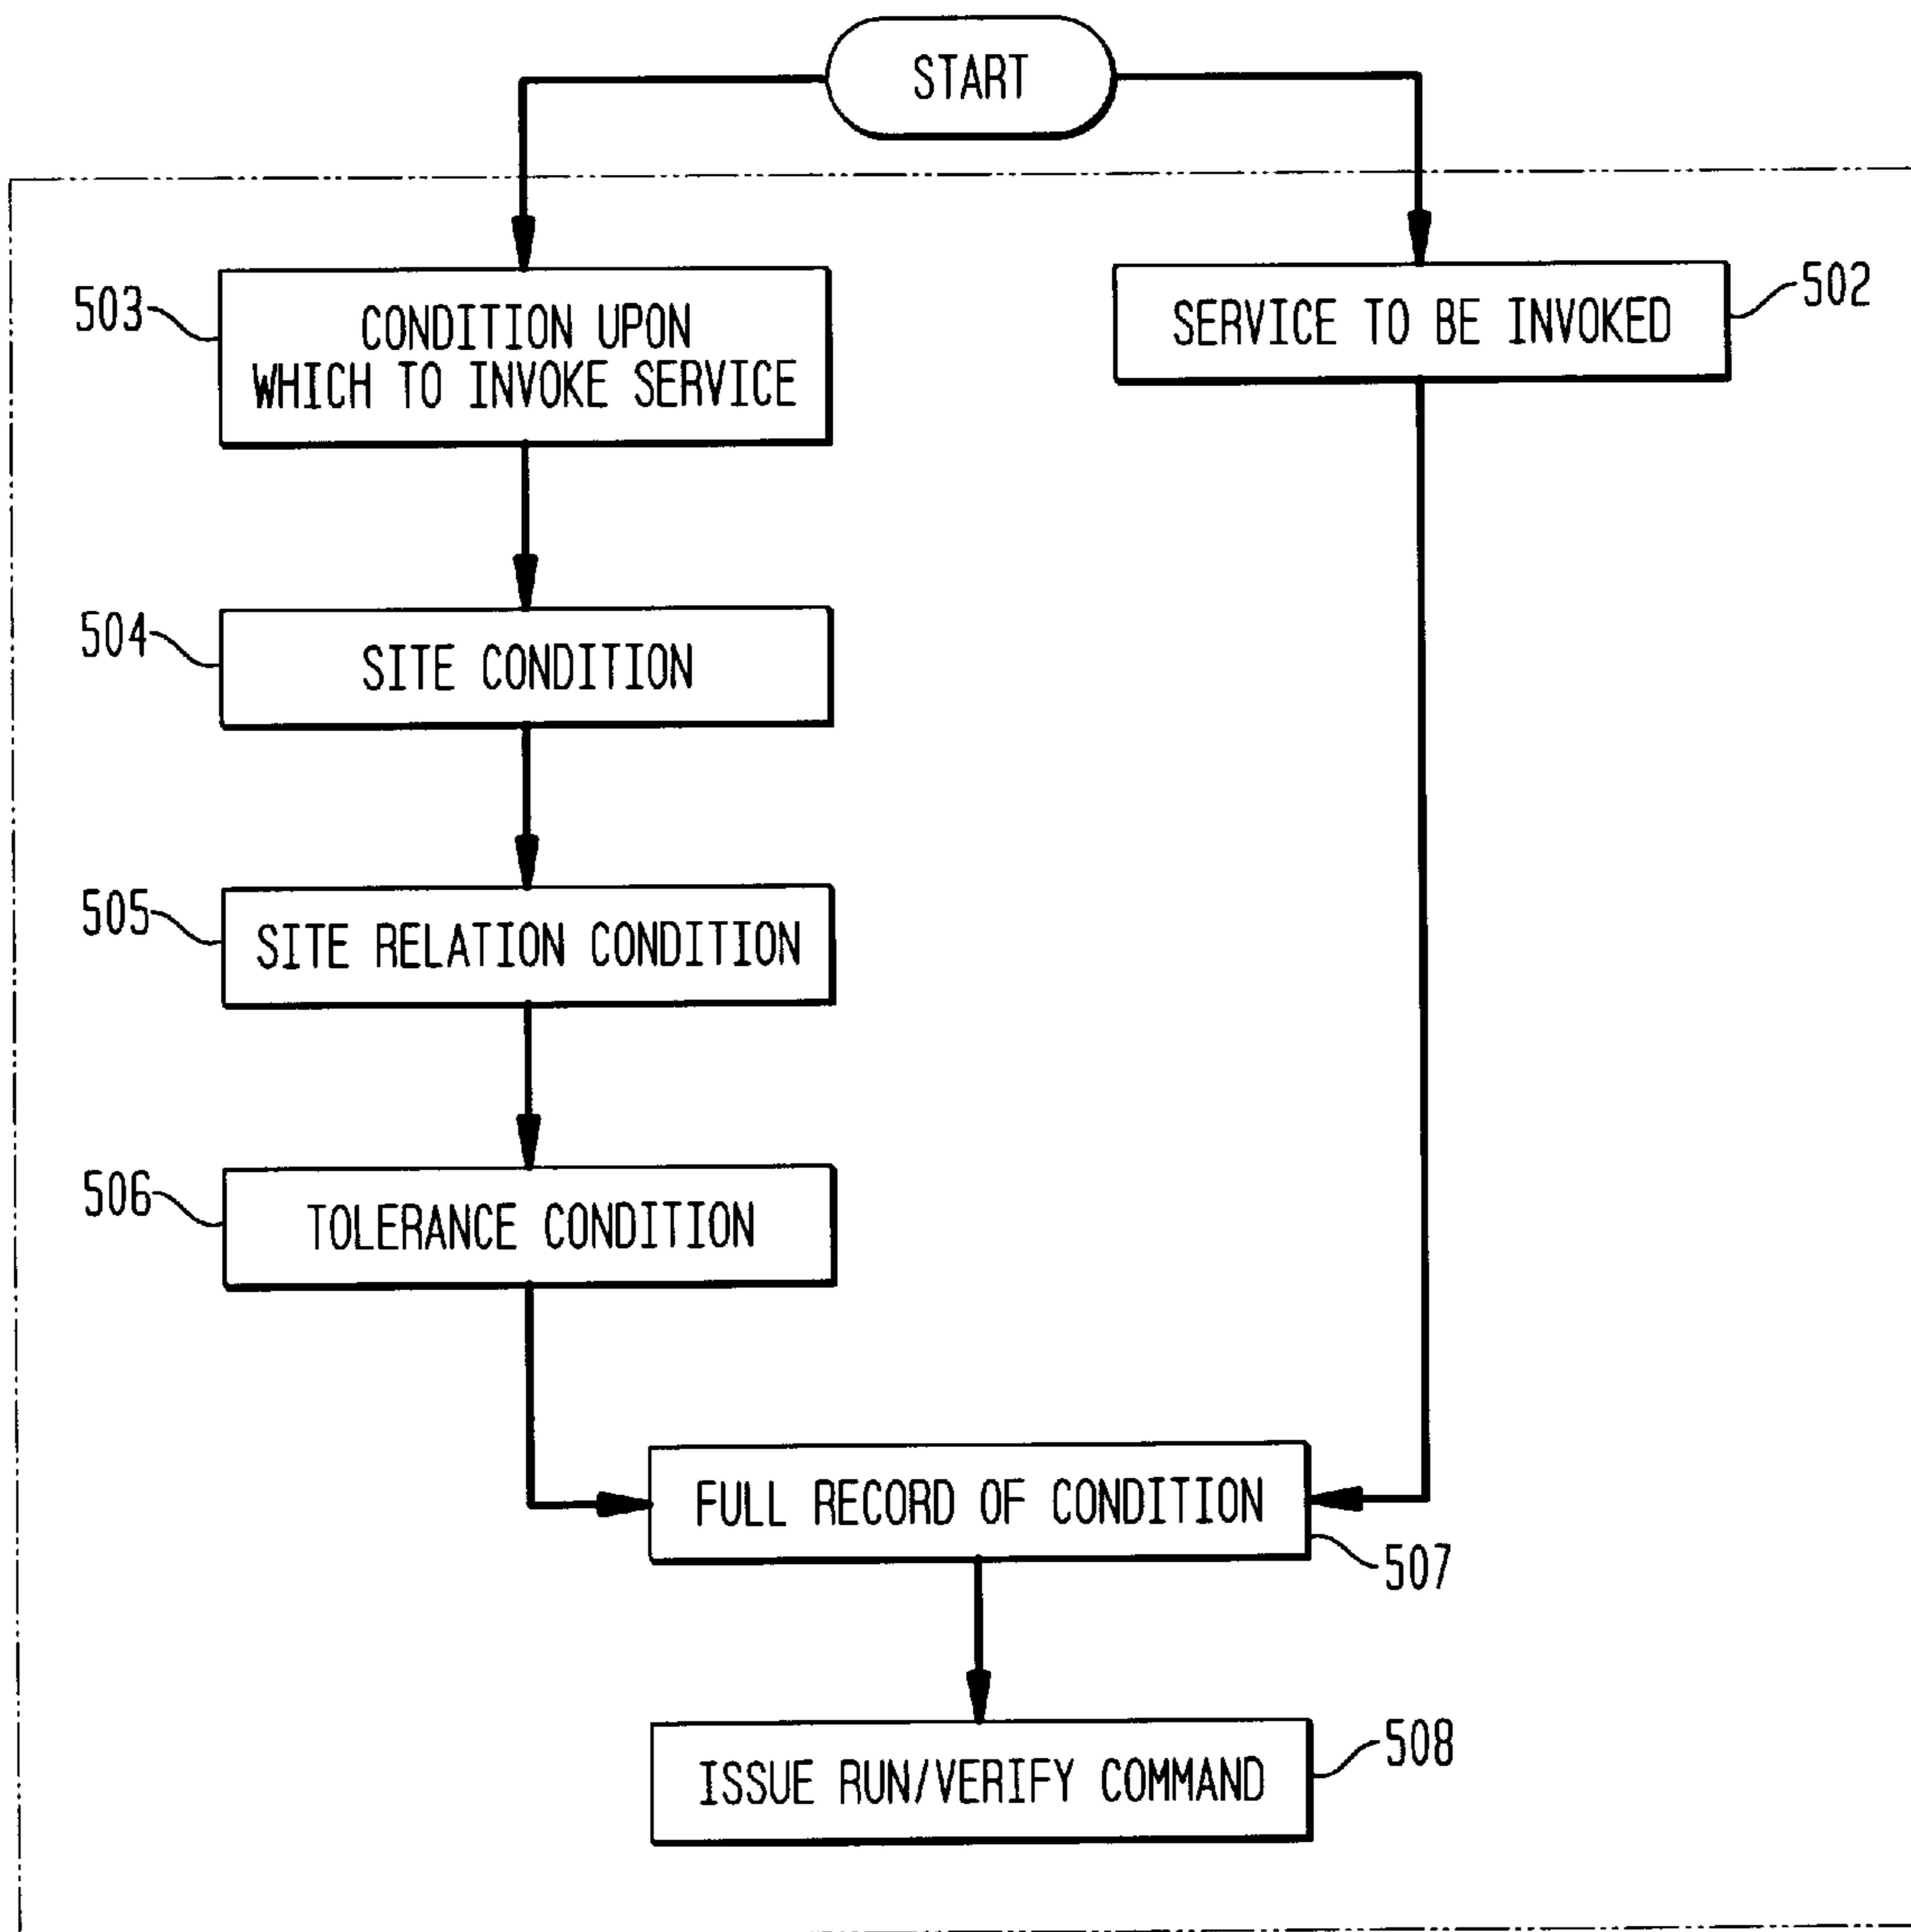 START
503
CONDITION UPON
WHICH TO INVOKE SERVICE
SERVICE TO BE INVOKED
502
504
SITE CONDITION
505
SITE RELATION CONDITION
506
TOLERANCE CONDITION
FULL RECORD OF CONDITION
507
ISSUE RUN/VERIFY COMMAND
508